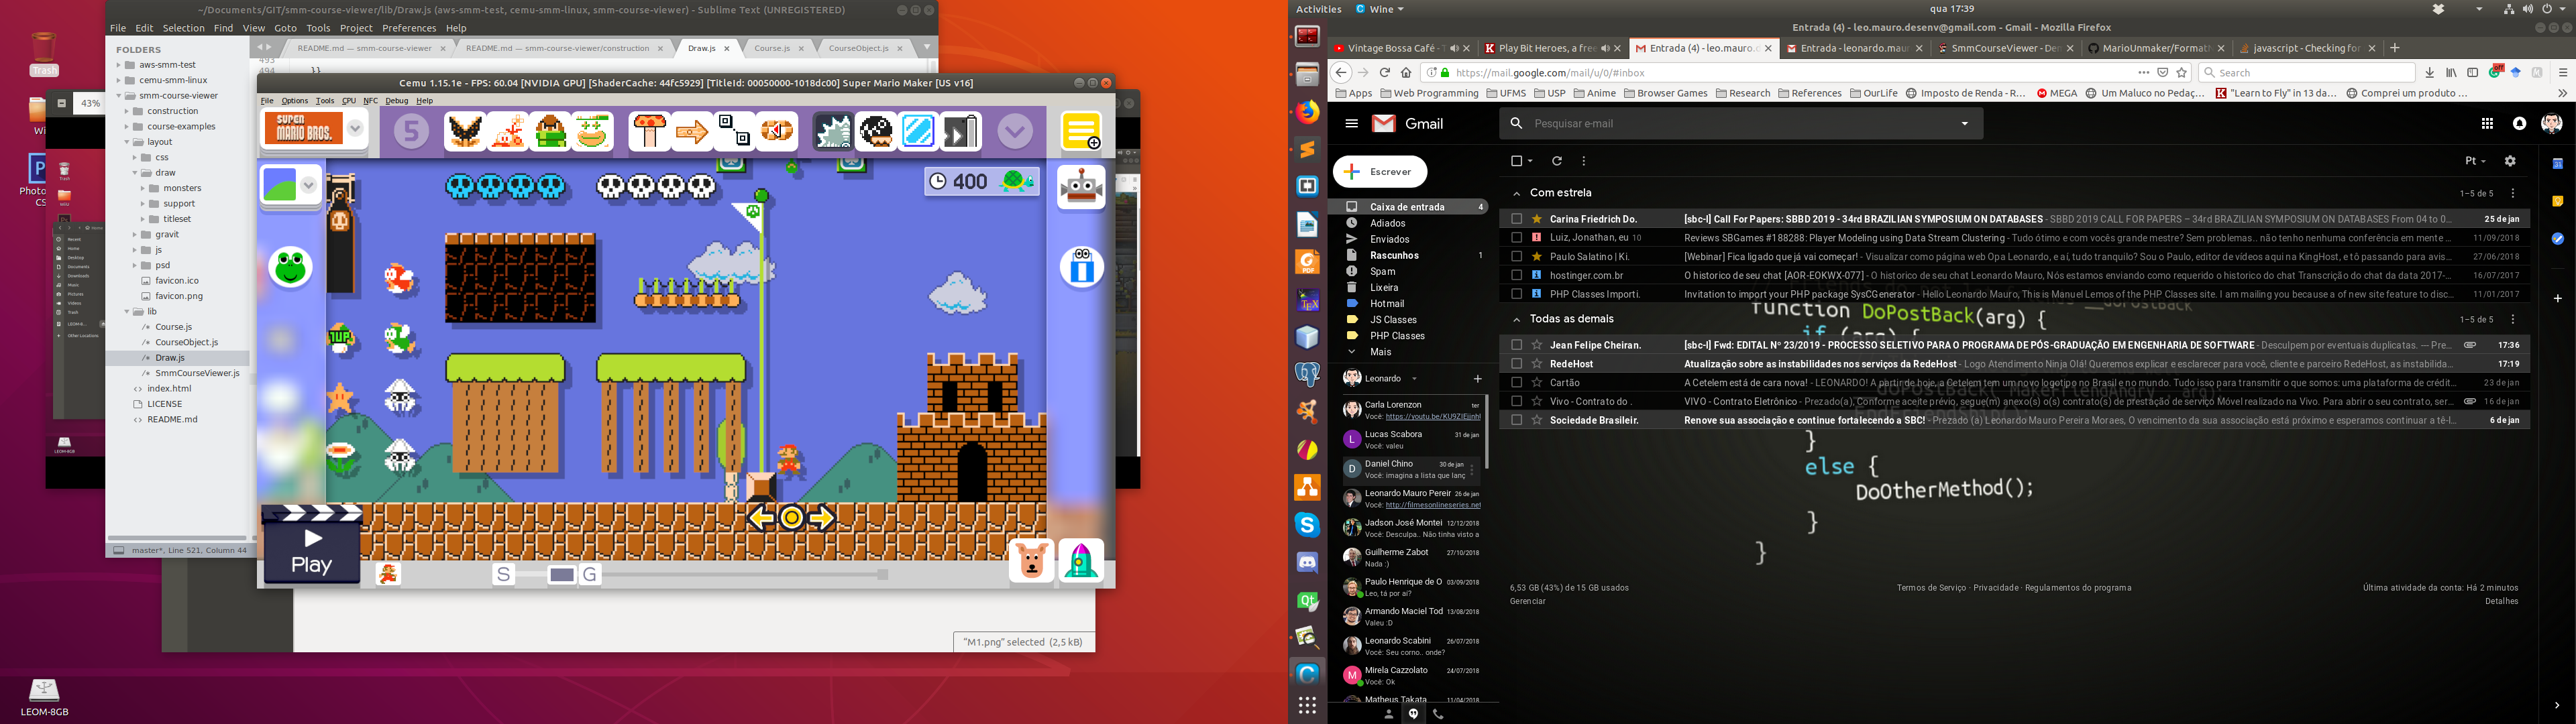 Activities
Wine
qua 17:39
~/Documents/GIT/smm-course-viewer/lib/Draw.js (aws-smm-test, cemu-smm-linux, smm-course-viewer) - Sublime Text (UNREGISTERED)
File Edit Selection Find View Goto Tools Project Preferences Help
FOLDERS
aws-smm-test
cemu-smm-linux
smm-course-viewer
construction
course-examples
layout
css
draw
monsters
support
titleset
gravit
js
psd
favicon.ico
favicon.png
lib
Course.js
CourseObject.js
Draw.js
SmmCourseViewer.js
index.html
LICENSE
README.md
README.md — smm-course-viewer
README.md — smm-course-viewer/construction
Draw.js
Course.js
CourseObject.js
493
494 }}
master*, Line 521, Column 44
Trash
43%
LEOM-8GB
Cemu 1.15.1e - FPS: 60.04 [NVIDIA GPU] [ShaderCache: 44fc5929] [TitleId: 00050000-1018dc00] Super Mario Maker [US v16]
File Options Tools CPU NFC Debug Help
SUPER
MARIO BROS.
5
400
1UP
Play
S
G
"M1.png" selected (2,5 kB)
Entrada (4) - leo.mauro.desenv@gmail.com - Gmail - Mozilla Firefox
Vintage Bossa Café - T
Play Bit Heroes, a free
Entrada (4) - leo.mauro.d
Entrada - leonardo.maur
SmmCourseViewer - Den
MarioUnmaker/Formath
javascript - Checking for
https://mail.google.com/mail/u/0/#inbox
Search
Apps
Web Programming
UFMS
USP
Anime
Browser Games
Research
References
OurLife
Imposto de Renda - R...
MEGA
Um Maluco no Pedaç...
"Learn to Fly" in 13 da...
Comprei um produto ...
Gmail
Pesquisar e-mail
Escrever
Pt
Caixa de entrada 4
Adiados
Enviados
Rascunhos 1
Spam
Lixeira
Hotmail
JS Classes
PHP Classes
Mais
Com estrela
1–5 de 5
Carina Friedrich Do. [sbc-l] Call For Papers: SBBD 2019 - 34rd BRAZILIAN SYMPOSIUM ON DATABASES - SBBD 2019 CALL FOR PAPERS – 34rd BRAZILIAN SYMPOSIUM ON DATABASES From 04 to 0... 25 de jan
Luiz, Jonathan, eu 10 Reviews SBGames #188288: Player Modeling using Data Stream Clustering - Tudo ótimo e com vocês grande mestre? Sem problemas.. não tenho nenhuma conferência em mente ... 11/09/2018
Paulo Salatino | Ki. [Webinar] Fica ligado que já vai começar! - Visualizar como página web Opa Leonardo, e aí, tudo tranquilo? Sou o Paulo, editor de vídeos aqui na KingHost, e tô passando para avis... 27/06/2018
hostinger.com.br O historico de seu chat [AOR-EOKWX-077] - O historico de seu chat Leonardo Mauro, Nós estamos enviando como requerido o historico do chat Transcrição do chat da data 2017-... 16/07/2017
PHP Classes Importi. Invitation to import your PHP package SysCGenerator - Hello Leonardo Mauro, This is Manuel Lemos of the PHP Classes site. I am mailing you because a of new site feature to disc... 11/01/2017
Todas as demais
1–5 de 5
Jean Felipe Cheiran. [sbc-l] Fwd: EDITAL Nº 23/2019 - PROCESSO SELETIVO PARA O PROGRAMA DE PÓS-GRADUAÇÃO EM ENGENHARIA DE SOFTWARE - Desculpem por eventuais duplicatas. — Pre... 17:36
RedeHost Atualização sobre as instabilidades nos serviços da RedeHost - Logo Atendimento Ninja Olá! Queremos explicar e esclarecer para você, cliente e parceiro RedeHost, as instabilida... 17:19
Cartão A Cetelem está de cara nova! - LEONARDO! A partir de hoje, a Cetelem tem um novo logotipo no Brasil e no mundo. Tudo isso para transmitir o que somos: uma plataforma de crédit... 23 de jan
Vivo - Contrato do . VIVO - Contrato Eletrônico - Prezado(a), Conforme aceite prévio, segue(m) anexo(s) o(s) contrato(s) de prestação de serviço Móvel realizado na Vivo. Para abrir o seu contrato, ser... 16 de jan
Sociedade Brasileir. Renove sua associação e continue fortalecendo a SBC! - Prezado (a) Leonardo Mauro Pereira Moraes, O vencimento da sua associação está próximo e esperamos continuar a tê-l... 6 de jan
function DoPostBack(arg) {
}
else {
DoOtherMethod();
}
}
Leonardo
Carla Lorenzon ter
Você: https://youtu.be/KU9ZIEjjnhI
Lucas Scabora 31 de jan
Você: valeu
Daniel Chino 30 de jan
Você: imagina a lista que lanç
Leonardo Mauro Pereir 26 de jan
Você: http://filmesonlineseries.net
Jadson José Montei 12/12/2018
Você: Desculpa.. Não tinha visto a
Guilherme Zabot 27/10/2018
Nada :)
Paulo Henrique de O 03/09/2018
Leo, tá por aí?
Armando Maciel Tod 13/08/2018
Valeu :D
Leonardo Scabini 26/07/2018
Você: Seu corno.. onde?
Mirela Cazzolato 24/07/2018
Você: Ok
Matheus Takata 11/04/2018
6,53 GB (43%) de 15 GB usados
Gerenciar
Termos de Serviço · Privacidade · Regulamentos do programa
Última atividade da conta: Há 2 minutos
Detalhes